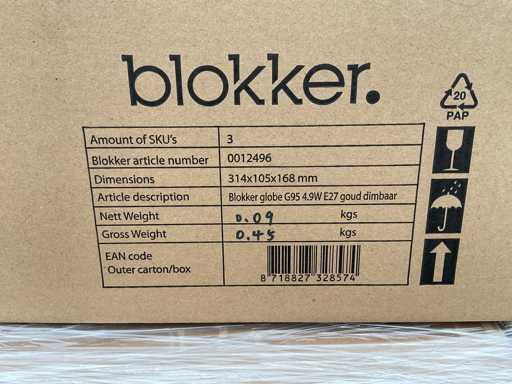 blokker.
Amount of SKU's 3
Blokker article number 0012496
Dimensions 314x105x168 mm
Article description Blokker globe G95 4.9W E27 goud dimbaar
Nett Weight 0.09 kgs
Gross Weight 0.45 kgs
EAN code
Outer carton/box
8 718827 328574
20
PAP